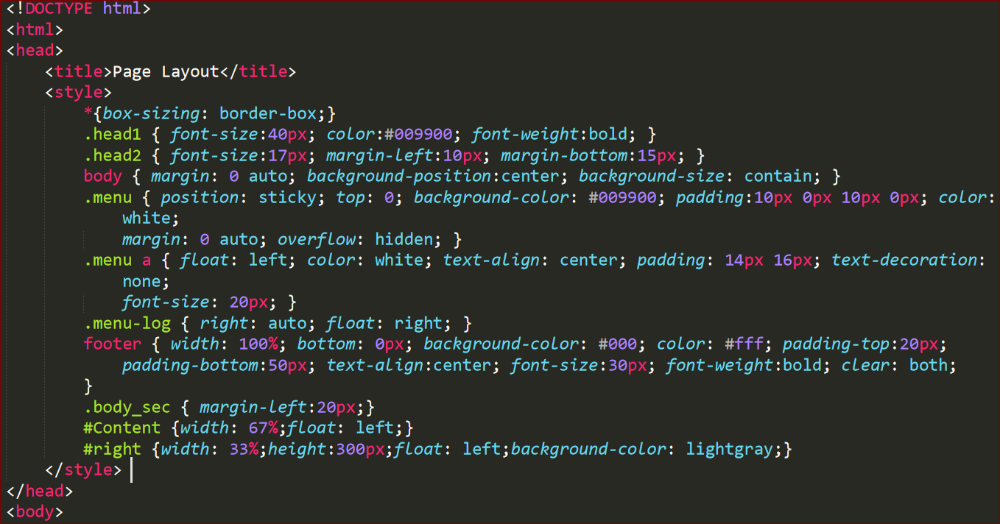 <!DOCTYPE html>
<html>
<head>
    <title>Page Layout</title>
    <style>
        *{box-sizing: border-box;}
        .head1 { font-size:40px; color:#009900; font-weight:bold; }
        .head2 { font-size:17px; margin-left:10px; margin-bottom:15px; }
        body { margin: 0 auto; background-position:center; background-size: contain; }
        .menu { position: sticky; top: 0; background-color: #009900; padding:10px 0px 10px 0px; color:
            white;
            margin: 0 auto; overflow: hidden; }
        .menu a { float: left; color: white; text-align: center; padding: 14px 16px; text-decoration:
            none;
            font-size: 20px; }
        .menu-log { right: auto; float: right; }
        footer { width: 100%; bottom: 0px; background-color: #000; color: #fff; padding-top:20px;
            padding-bottom:50px; text-align:center; font-size:30px; font-weight:bold; clear: both;
        }
        .body_sec { margin-left:20px;}
        #Content {width: 67%;float: left;}
        #right {width: 33%;height:300px;float: left;background-color: lightgray;}
    </style>
</head>
<body>